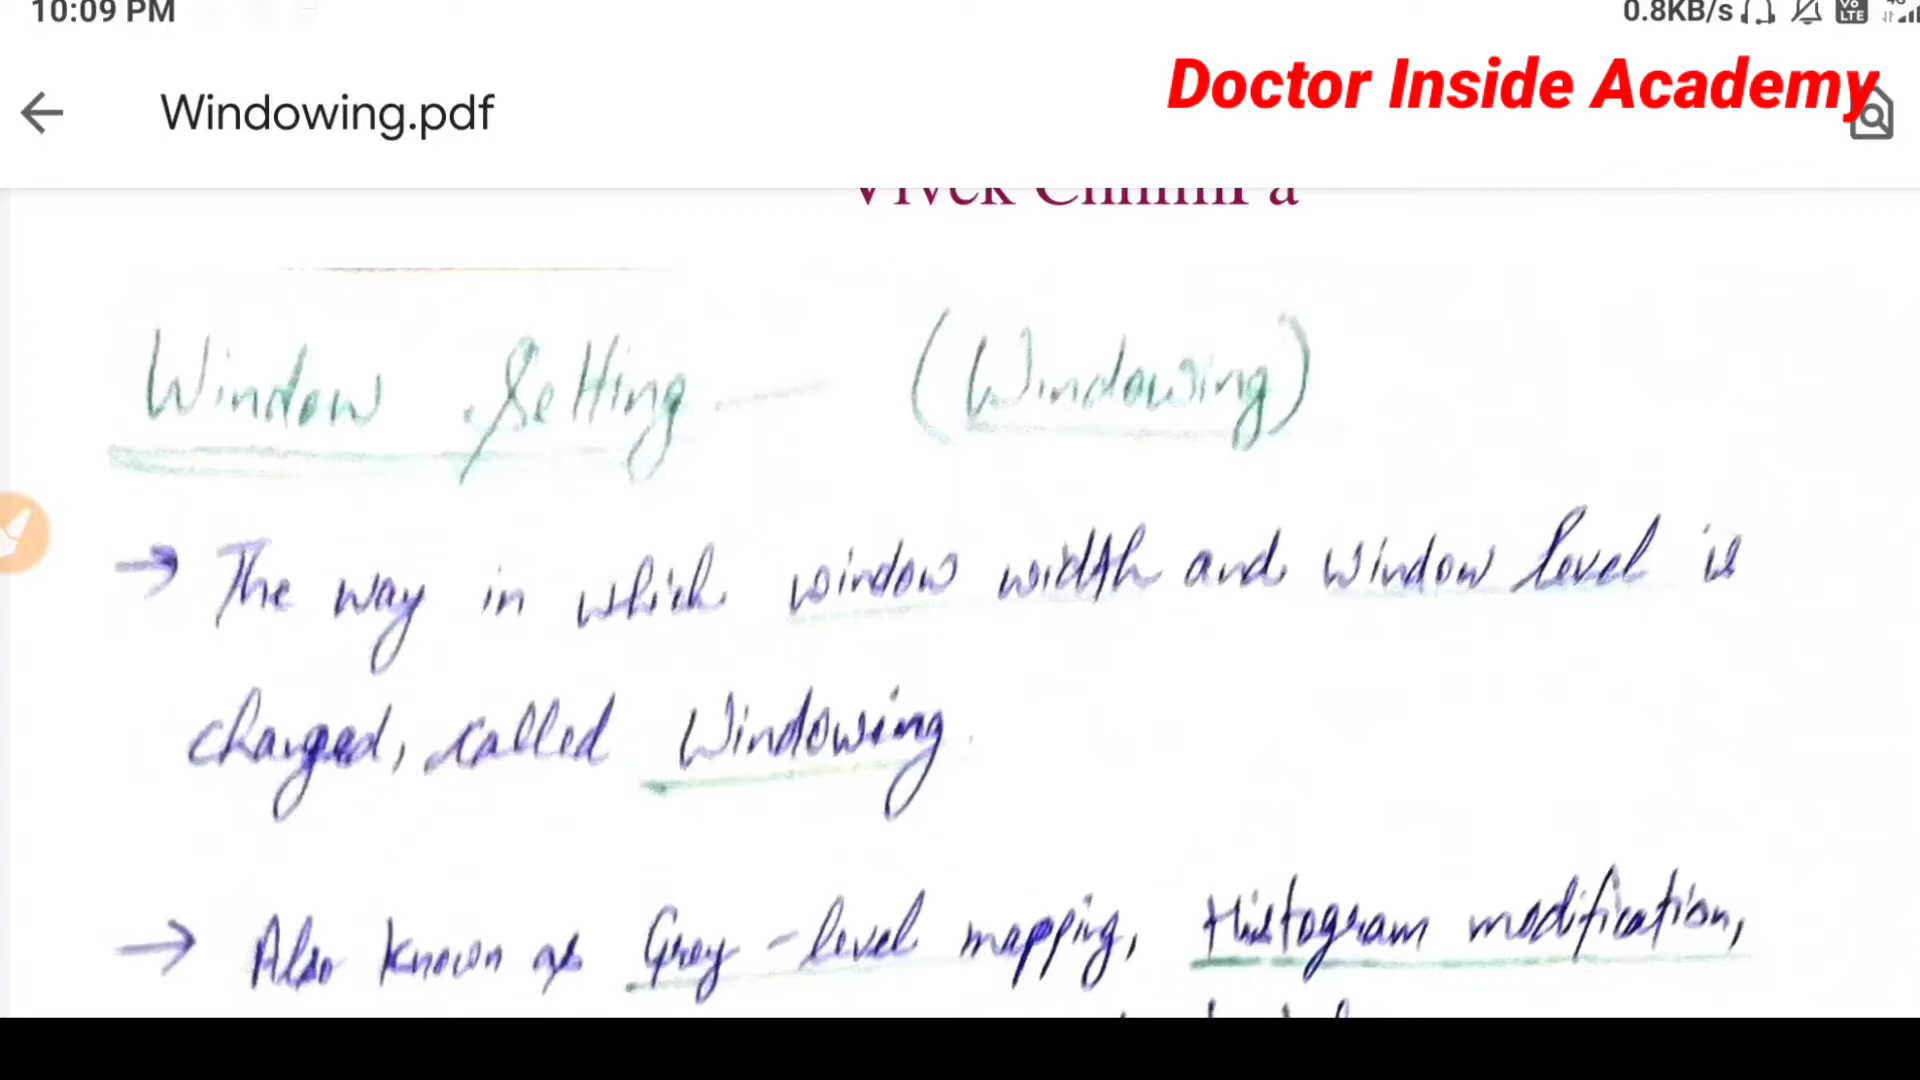 10:09 PM
0.8KB/s
Windowing.pdf
Doctor Inside Academy
Vivek
Window Setting (Windowing)
→ The way in which window width and window level is
changed, called Windowing.
→ Also known as Grey-level mapping, Histogram modification,